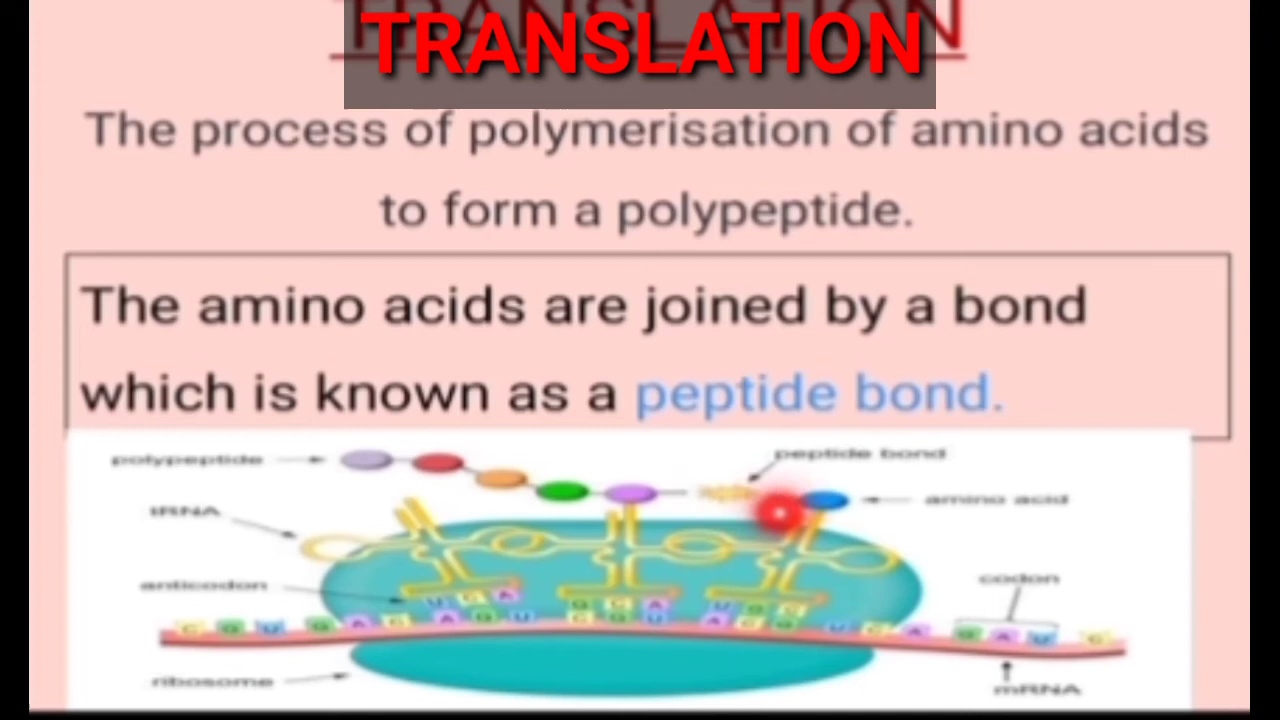 TRANSLATION
TRANSLATION
The process of polymerisation of amino acids
to form a polypeptide.
The amino acids are joined by a bond
which is known as a peptide bond.
polypeptide
peptide bond
amino acid
tRNA
anticodon
codon
U C A
G C A
U G C
C G U G A C A G U C G U A C G U C A G A U C
ribosome
mRNA